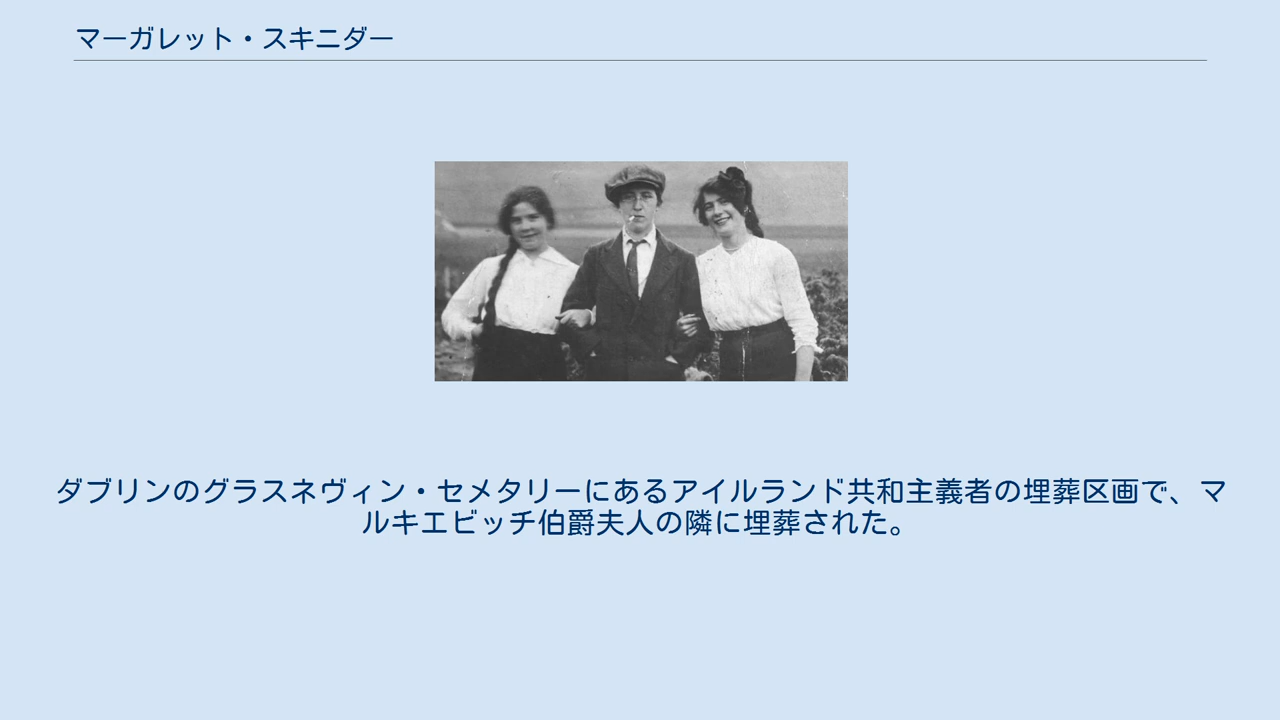 マーガレット・スキニダー
ダブリンのグラスネヴィン・セメタリーにあるアイルランド共和主義者の埋葬区画で、マ
ルキエビッチ伯爵夫人の隣に埋葬された。